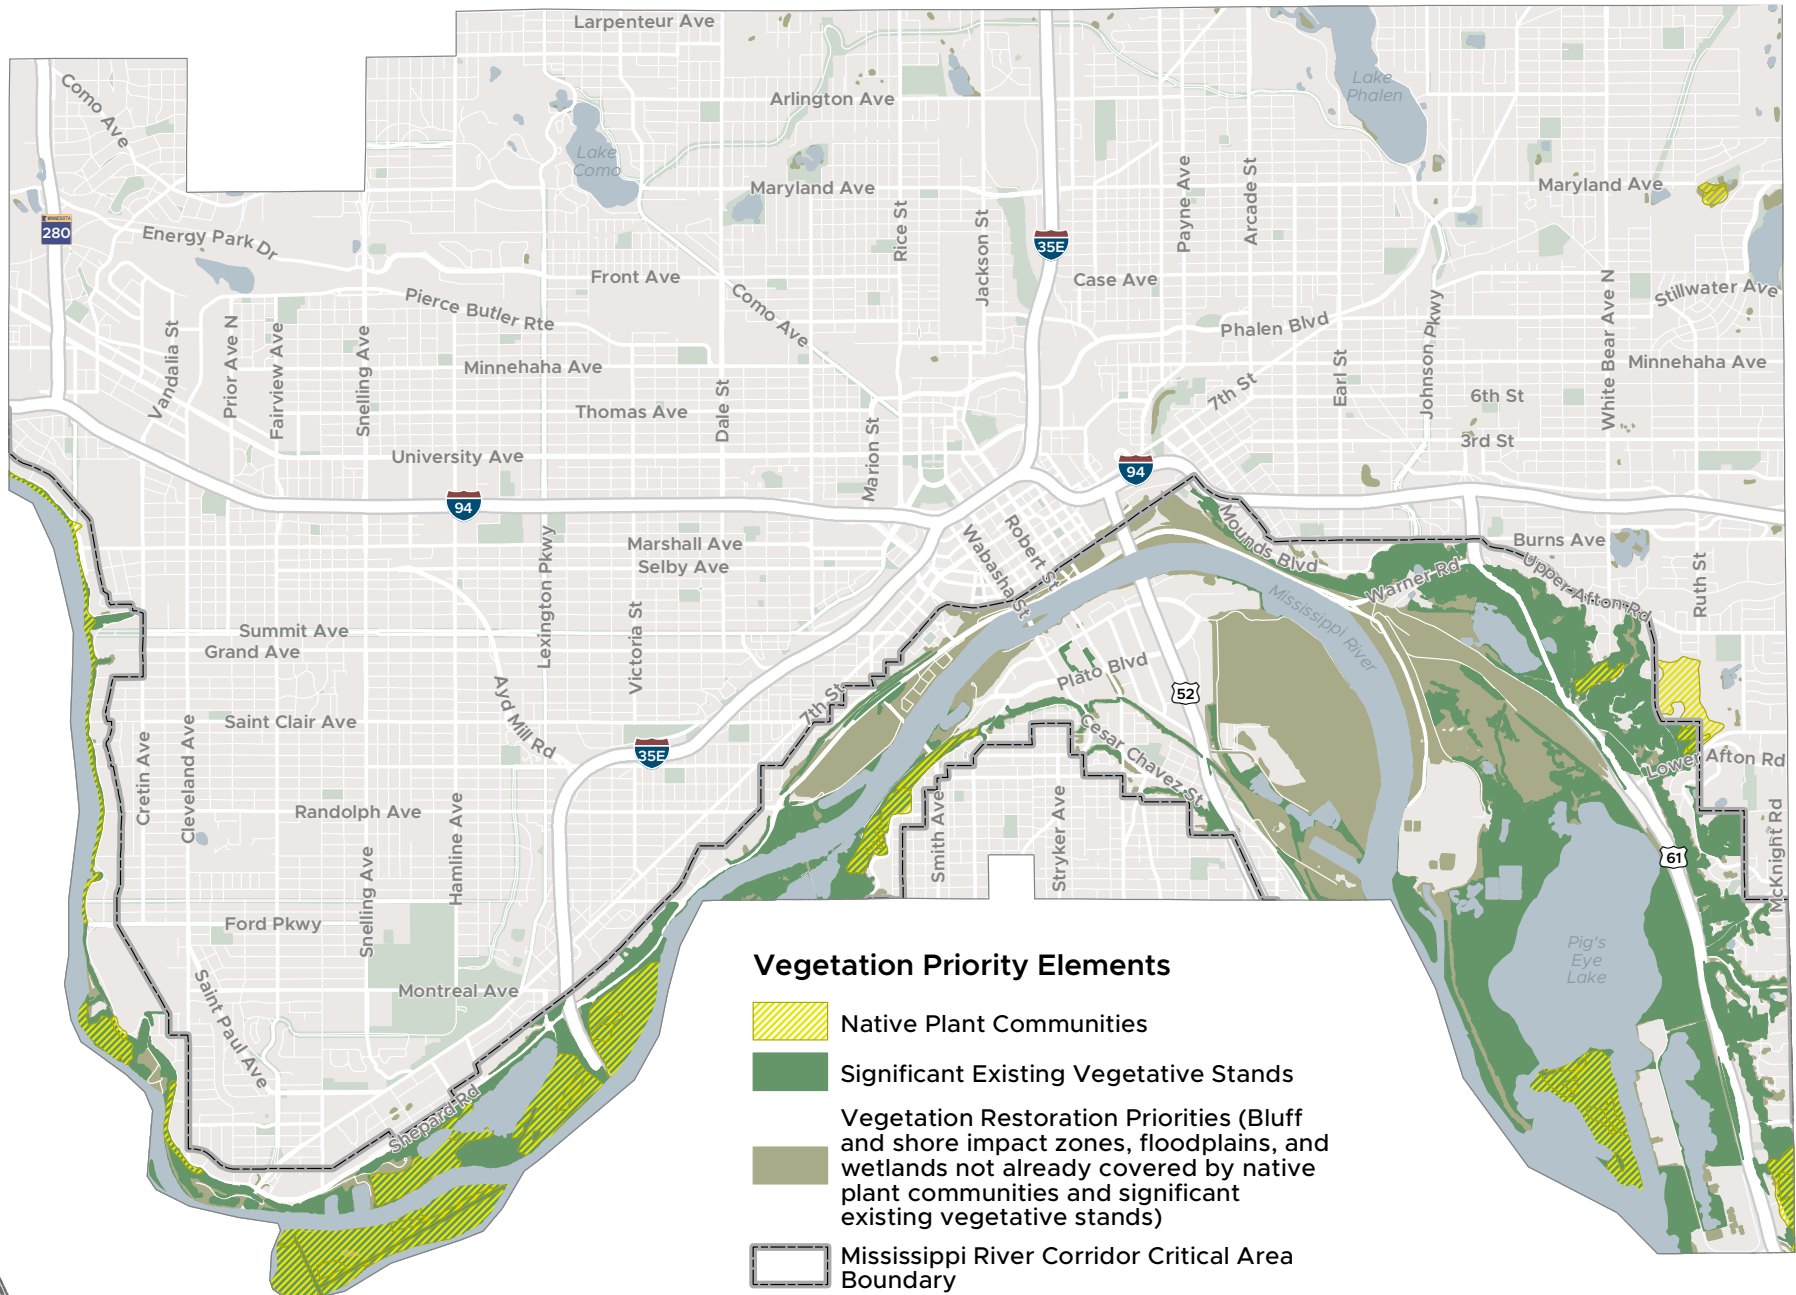 Larpenteur Ave
Como Ave
Arlington Ave
Lake
Phalen
Lake
Como
Maryland Ave
Maryland Ave
Payne Ave
Arcade St
Rice St
Jackson St
MINNESOTA
280
Energy Park Dr
35E
Front Ave
Case Ave
Pierce Butler Rte
Como Ave
Stillwater Ave
Phalen Blvd
Vandalia St
Prior Ave N
Fairview Ave
Snelling Ave
Minnehaha Ave
Earl St
Johnson Pkwy
White Bear Ave N
Minnehaha Ave
Thomas Ave
Dale St
7th St
6th St
Marion St
University Ave
3rd St
94
94
Lexington Pkwy
Marshall Ave
Selby Ave
Wabasha St
Robert St
Mounds Blvd
Burns Ave
Warner Rd
Upper Afton Rd
Ruth St
Mississippi River
Summit Ave
Grand Ave
Victoria St
Ayd Mill Rd
Plato Blvd
52
7th St
Saint Clair Ave
Cesar Chavez St
35E
Lower Afton Rd
Cretin Ave
Cleveland Ave
Randolph Ave
Hamline Ave
Snelling Ave
Smith Ave
Stryker Ave
McKnight Rd
61
Ford Pkwy
Saint Paul Ave
Montreal Ave
Pig's
Eye
Lake
Shepard Rd
Vegetation Priority Elements
Native Plant Communities
Significant Existing Vegetative Stands
Vegetation Restoration Priorities (Bluff
and shore impact zones, floodplains, and
wetlands not already covered by native
plant communities and significant
existing vegetative stands)
Mississippi River Corridor Critical Area
Boundary